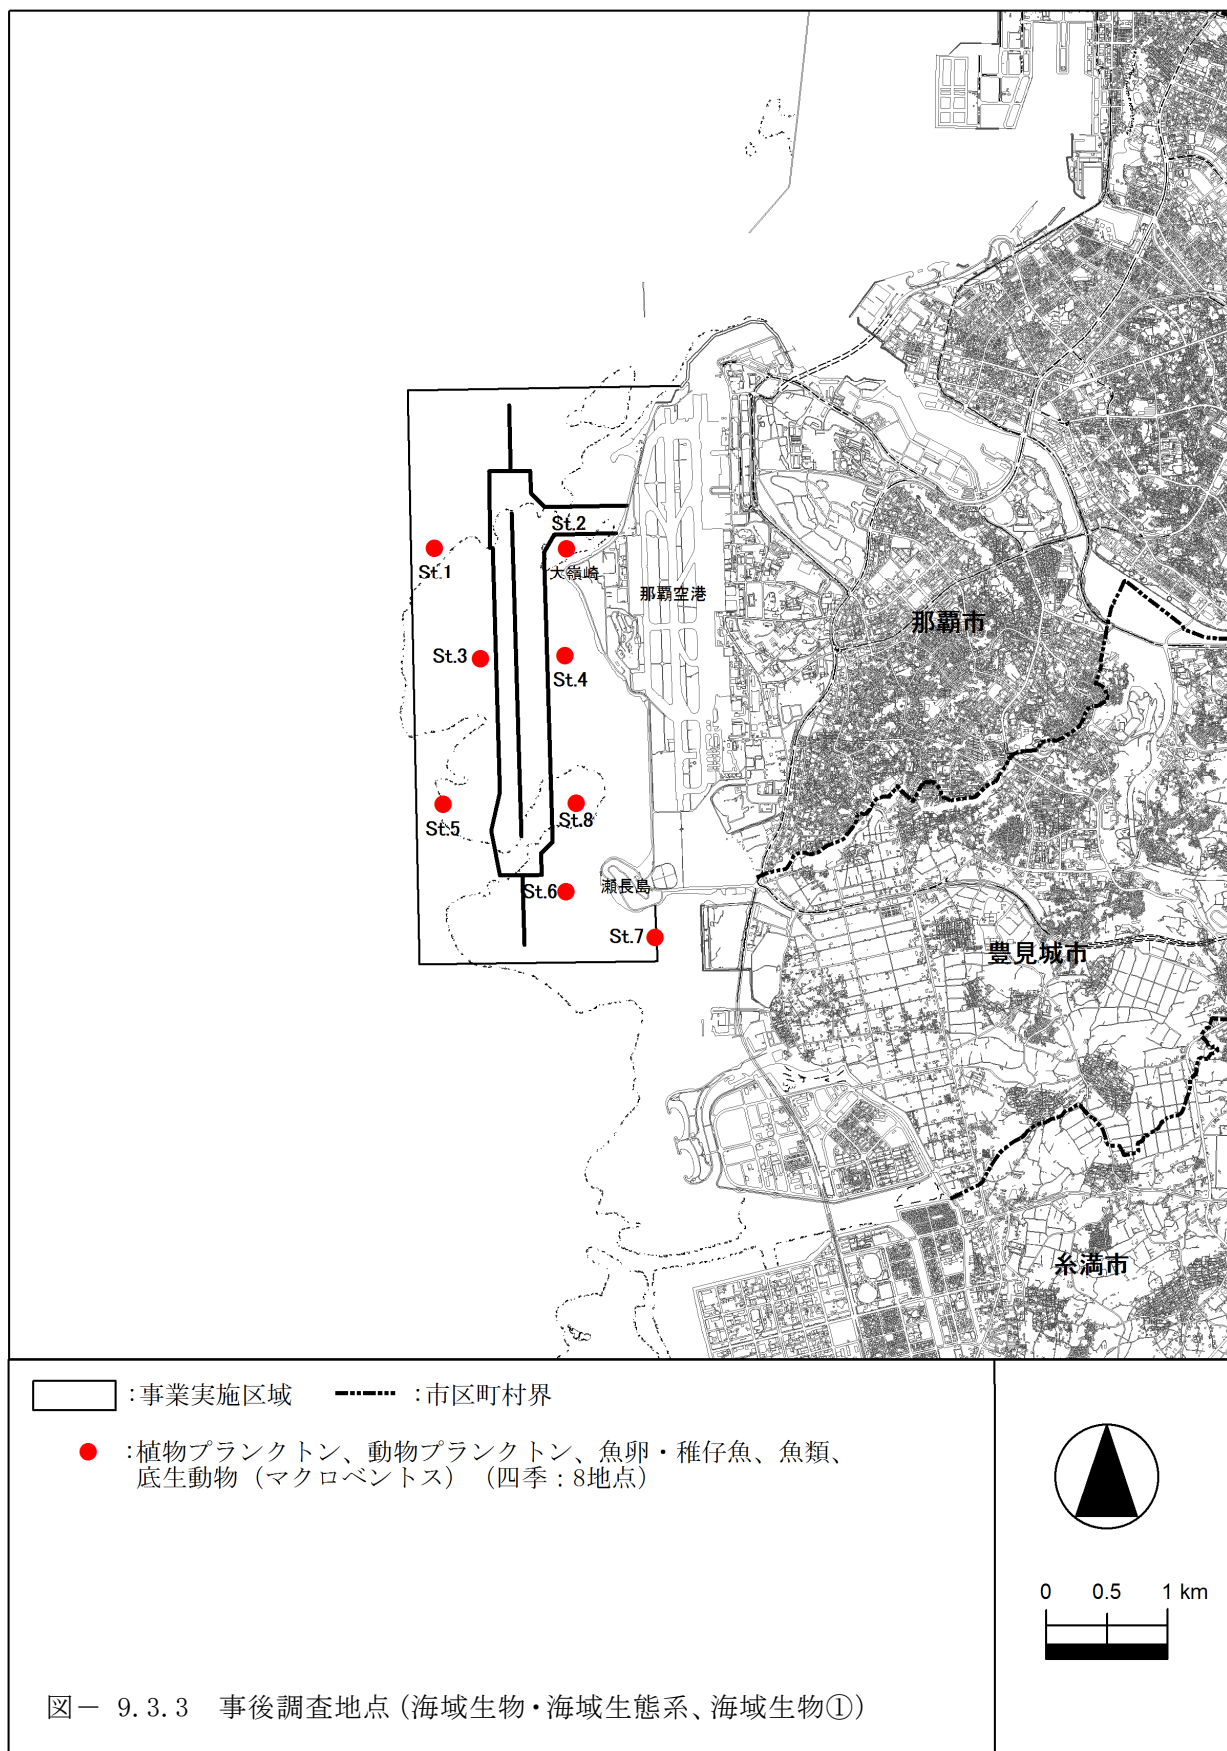 St.2
St.1
大嶺崎
那覇空港
那覇市
St.3
St.4
St.5
St.8
St.6
瀬長島
St.7
豊見城市
糸満市
:事業実施区域
:市区町村界
:植物プランクトン、動物プランクトン、魚卵・稚仔魚、魚類、
底生動物（マクロベントス）（四季：8地点）
0 0.5 1 km
図－ 9.3.3 事後調査地点（海域生物・海域生態系、海域生物①）